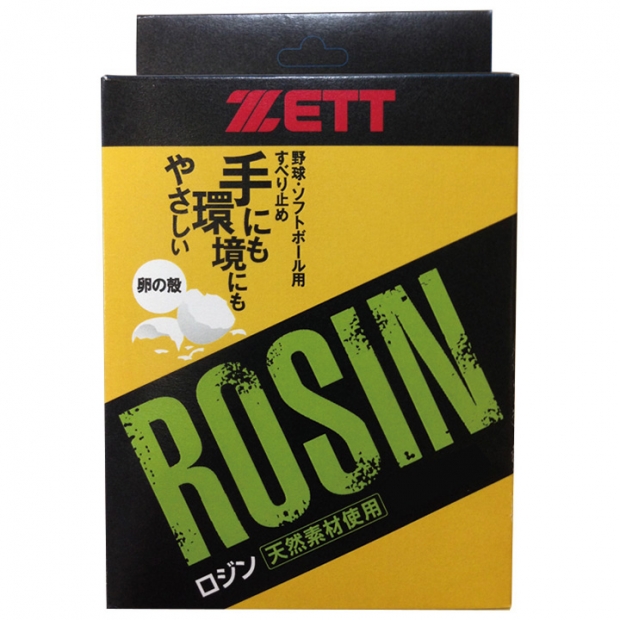 ZETT
野球・ソフトボール用
すべり止め
手にも
環境にも
やさしい
卵の殻
ROSIN
ロジン
天然素材使用